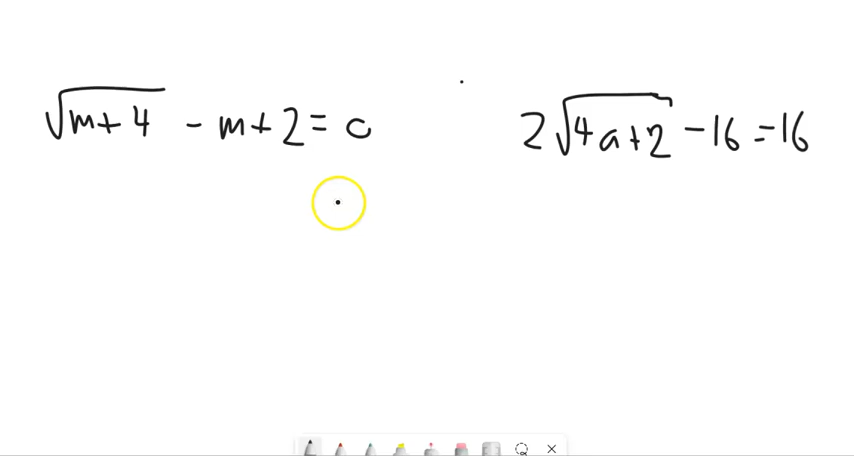 √(m+4) - m+2 = 0
2√(4a+2) -16 = 16